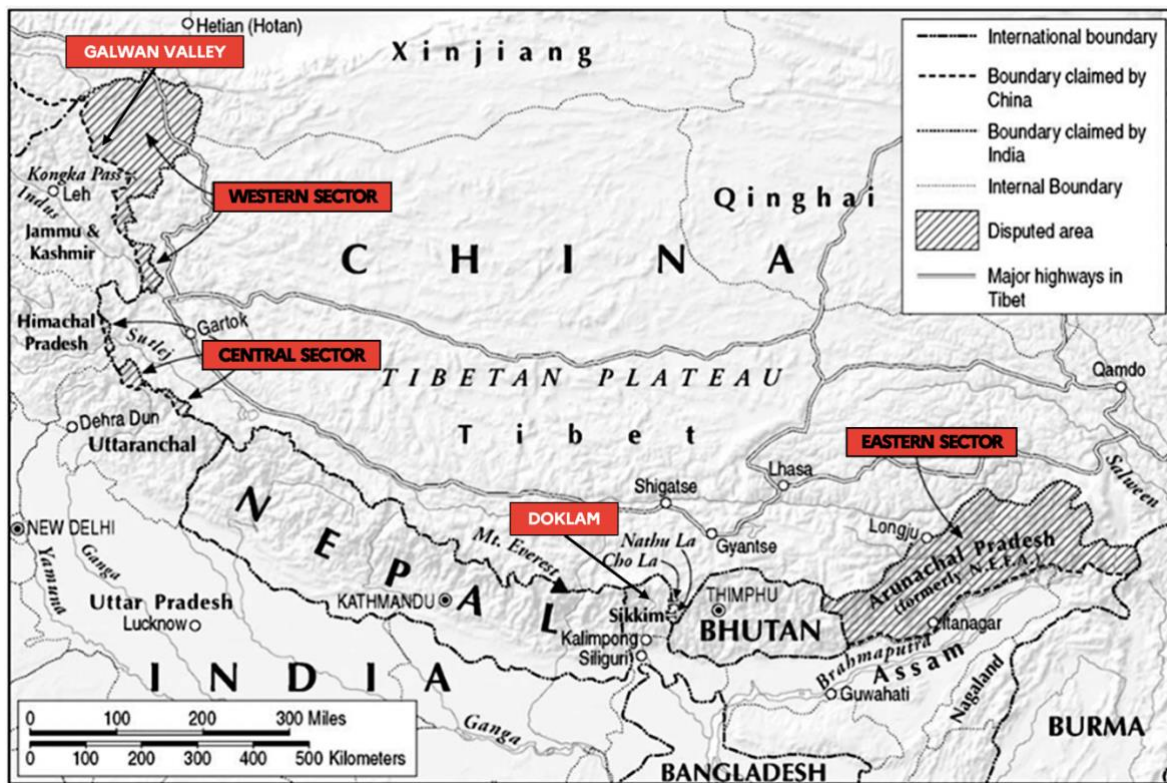 Hetian (Hotan)
GALWAN VALLEY
Xinjiang
International boundary
Boundary claimed by
China
Boundary claimed by
India
Internal Boundary
Disputed area
Major highways in
Tibet
Kongka Pass
Leh
Indus
Jammu &
Kashmir
WESTERN SECTOR
Qinghai
CHINA
Himachal
Pradesh
Gartok
Sutlej
CENTRAL SECTOR
TIBETAN PLATEAU
Qamdo
Dehra Dun
Uttaranchal
Tibet
EASTERN SECTOR
Salween
Lhasa
Shigatse
NEW DELHI
DOKLAM
NEPAL
Mt. Everest
Nathu La
Cho La
Gyantse
Longju
Arunachal Pradesh
(formerly N.E.F.A.)
Yamuna
Ganga
Uttar Pradesh
Lucknow
KATHMANDU
Sikkim
THIMPHU
BHUTAN
Itanagar
Kalimpong
Siliguri
Brahmaputra
Assam
Guwahati
Nagaland
INDIA
0 100 200 300 Miles
0 100 200 300 400 500 Kilometers
Ganga
BANGLADESH
BURMA